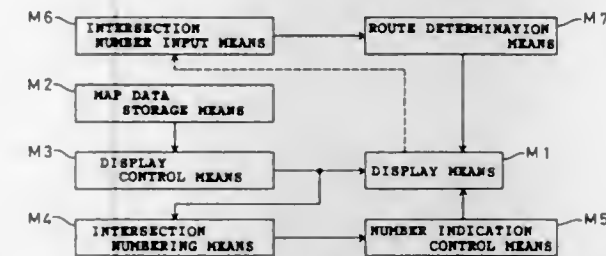 M6
INTERSECTION
NUMBER INPUT MEANS
M7
ROUTE DETERMINAYION
MEANS
M2
MAP DATA
STORAGE MEANS
M3
DISPLAY
CONTROL MEANS
M1
DISPLAY MEANS
M4
INTERSECTION
NUMBERING MEANS
M5
NUMBER INDICATION
CONTROL MEANS